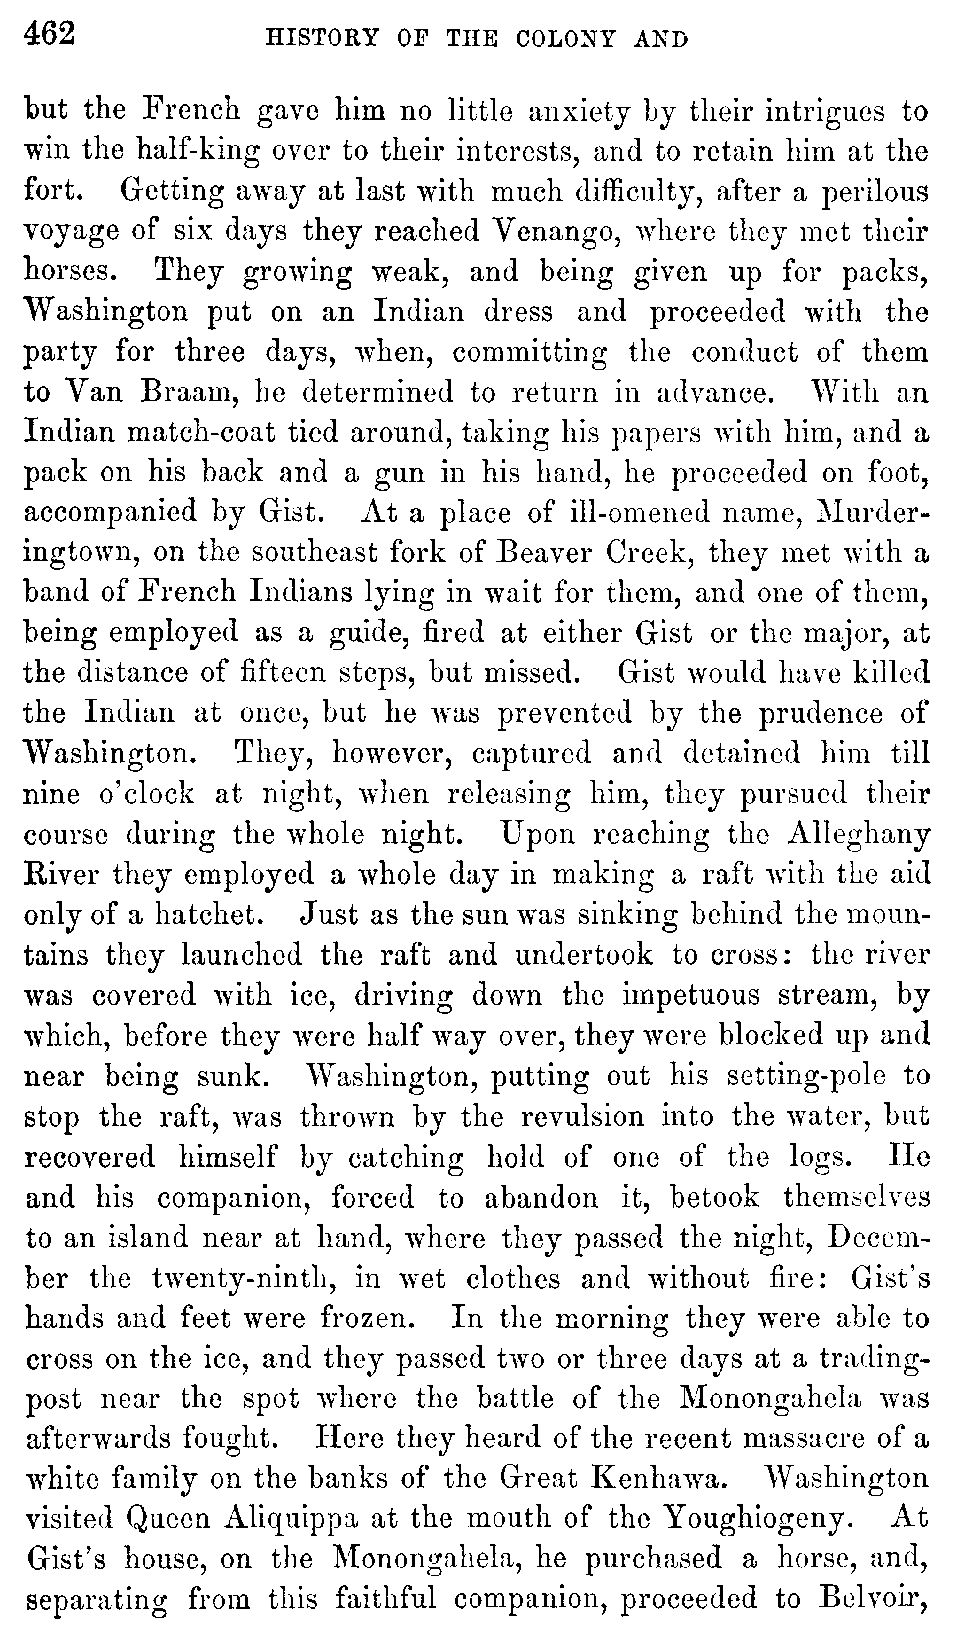 462 HISTORY OF THE COLONY AND
but the French gave him no little anxiety by their intrigues to
win the half-king over to their interests, and to retain him at the
fort. Getting away at last with much difficulty, after a perilous
voyage of six days they reached Venango, where they met their
horses. They growing weak, and being given up for packs,
Washington put on an Indian dress and proceeded with the
party for three days, when, committing the conduct of them
to Van Braam, he determined to return in advance. With an
Indian match-coat tied around, taking his papers with him, and a
pack on his back and a gun in his hand, he proceeded on foot,
accompanied by Gist. At a place of ill-omened name, Murder-
ingtown, on the southeast fork of Beaver Creek, they met with a
band of French Indians lying in wait for them, and one of them,
being employed as a guide, fired at either Gist or the major, at
the distance of fifteen steps, but missed. Gist would have killed
the Indian at once, but he was prevented by the prudence of
Washington. They, however, captured and detained him till
nine o'clock at night, when releasing him, they pursued their
course during the whole night. Upon reaching the Alleghany
River they employed a whole day in making a raft with the aid
only of a hatchet. Just as the sun was sinking behind the moun-
tains they launched the raft and undertook to cross: the river
was covered with ice, driving down the impetuous stream, by
which, before they were half way over, they were blocked up and
near being sunk. Washington, putting out his setting-pole to
stop the raft, was thrown by the revulsion into the water, but
recovered himself by catching hold of one of the logs. He
and his companion, forced to abandon it, betook themselves
to an island near at hand, where they passed the night, Decem-
ber the twenty-ninth, in wet clothes and without fire: Gist's
hands and feet were frozen. In the morning they were able to
cross on the ice, and they passed two or three days at a trading-
post near the spot where the battle of the Monongahela was
afterwards fought. Here they heard of the recent massacre of a
white family on the banks of the Great Kenhawa. Washington
visited Queen Aliquippa at the mouth of the Youghiogeny. At
Gist's house, on the Monongahela, he purchased a horse, and,
separating from this faithful companion, proceeded to Belvoir,